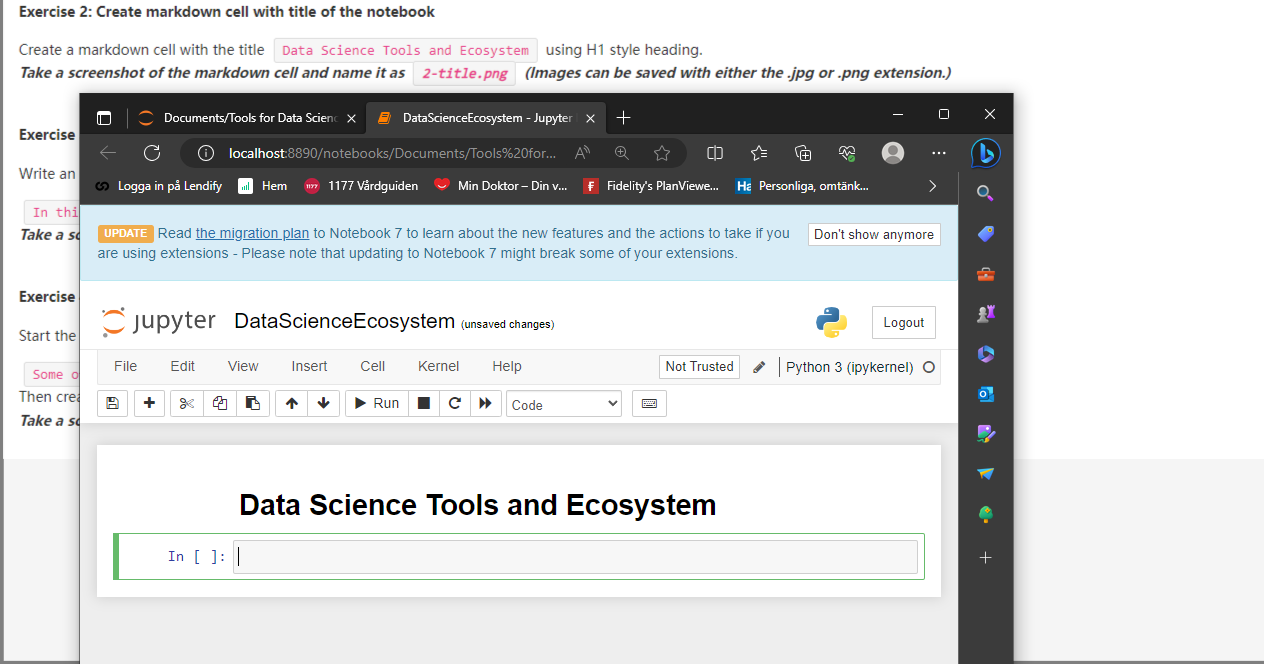 Exercise 2: Create markdown cell with title of the notebook
Create a markdown cell with the title Data Science Tools and Ecosystem using H1 style heading.
Take a screenshot of the markdown cell and name it as 2-title.png (Images can be saved with either the .jpg or .png extension.)
Exercise
Write an
In thi
Take a sc
Exercise
Start the
Some o
Then crea
Take a sc
Documents/Tools for Data Scienc
DataScienceEcosystem - Jupyter
localhost:8890/notebooks/Documents/Tools%20for...
Logga in på Lendify Hem 1177 1177 Vårdguiden Min Doktor – Din v... F Fidelity's PlanViewe... Ha Personliga, omtänk...
UPDATE Read the migration plan to Notebook 7 to learn about the new features and the actions to take if you
are using extensions - Please note that updating to Notebook 7 might break some of your extensions.
Don't show anymore
jupyter DataScienceEcosystem (unsaved changes)
Logout
File Edit View Insert Cell Kernel Help
Not Trusted Python 3 (ipykernel)
Run Code
Data Science Tools and Ecosystem
In [ ]: